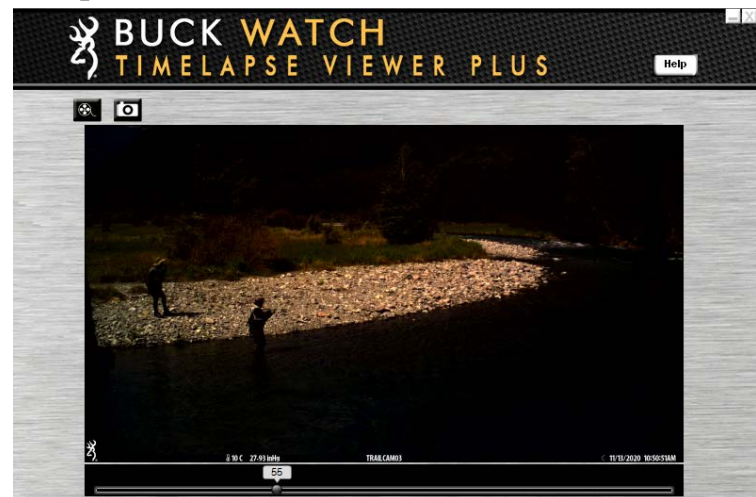 BUCK WATCH
TIMELAPSE VIEWER PLUS
Help
10 C 27-93 inHg TRAILCAM03 11/13/2020 10:50:51AM
55